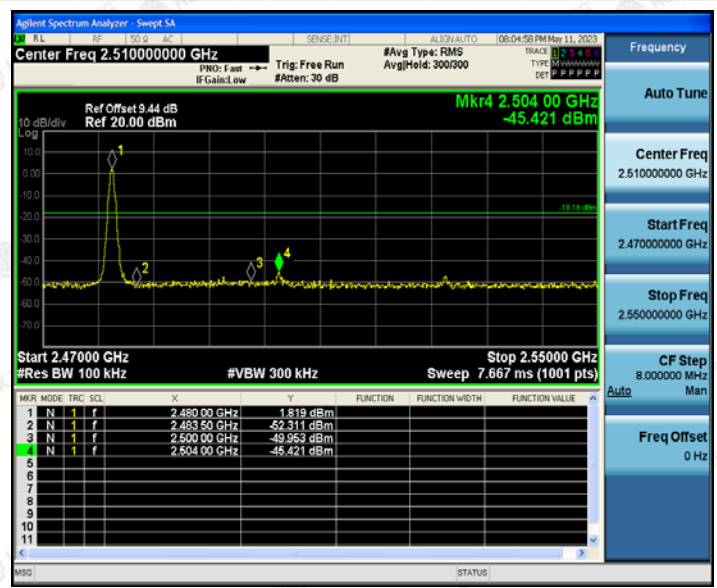 Agilent Spectrum Analyzer - Swept SA
RL RF 50 Ω AC SENSE:INT ALIGN AUTO 08:04:58 PM May 11, 2023
Center Freq 2.510000000 GHz
PNO: Fast
IFGain:Low
Trig: Free Run
#Atten: 30 dB
#Avg Type: RMS
Avg|Hold: 300/300
TRACE 1 2 3 4 5 6
TYPE M
DET P P P P P P
Ref Offset 9.44 dB
Ref 20.00 dBm
10 dB/div
Log
Mkr4 2.504 00 GHz
-45.421 dBm
10.0
0.00
-10.0
-20.0
-30.0
-40.0
-50.0
-60.0
-70.0
1
2
3
4
-18.18 dBm
Start 2.47000 GHz Stop 2.55000 GHz
#Res BW 100 kHz #VBW 300 kHz Sweep 7.667 ms (1001 pts)
MKR MODE TRC SCL X Y FUNCTION FUNCTION WIDTH FUNCTION VALUE
1 N 1 f 2.480 00 GHz 1.819 dBm
2 N 1 f 2.483 50 GHz -52.311 dBm
3 N 1 f 2.500 00 GHz -49.953 dBm
4 N 1 f 2.504 00 GHz -45.421 dBm
5
6
7
8
9
10
11
MSG STATUS
Frequency
Auto Tune
Center Freq
2.510000000 GHz
Start Freq
2.470000000 GHz
Stop Freq
2.550000000 GHz
CF Step
8.000000 MHz
Auto Man
Freq Offset
0 Hz